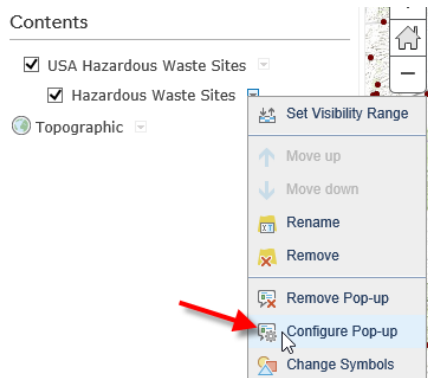 Contents
USA Hazardous Waste Sites
Hazardous Waste Sites
Topographic
Set Visibility Range
Move up
Move down
Rename
Remove
Remove Pop-up
Configure Pop-up
Change Symbols